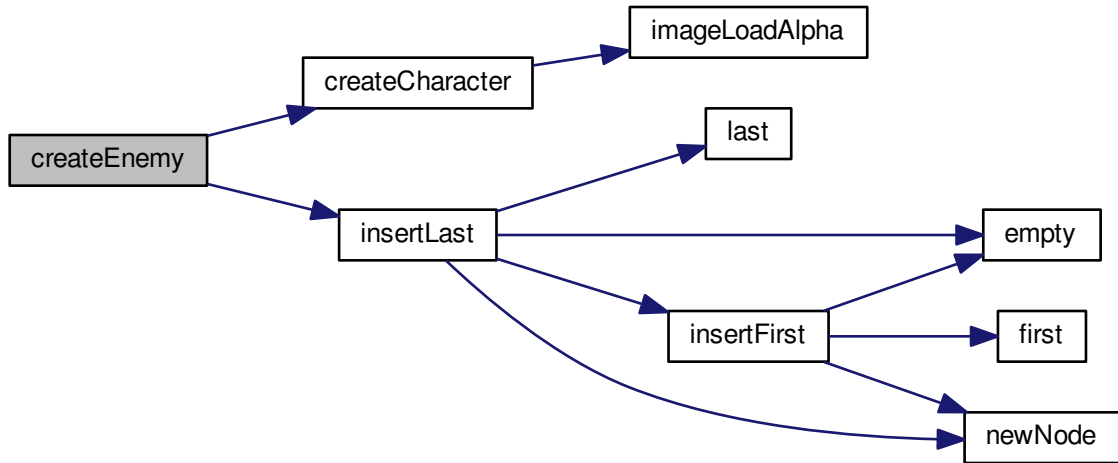 imageLoadAlpha
createCharacter
last
createEnemy
insertLast
empty
insertFirst
first
newNode